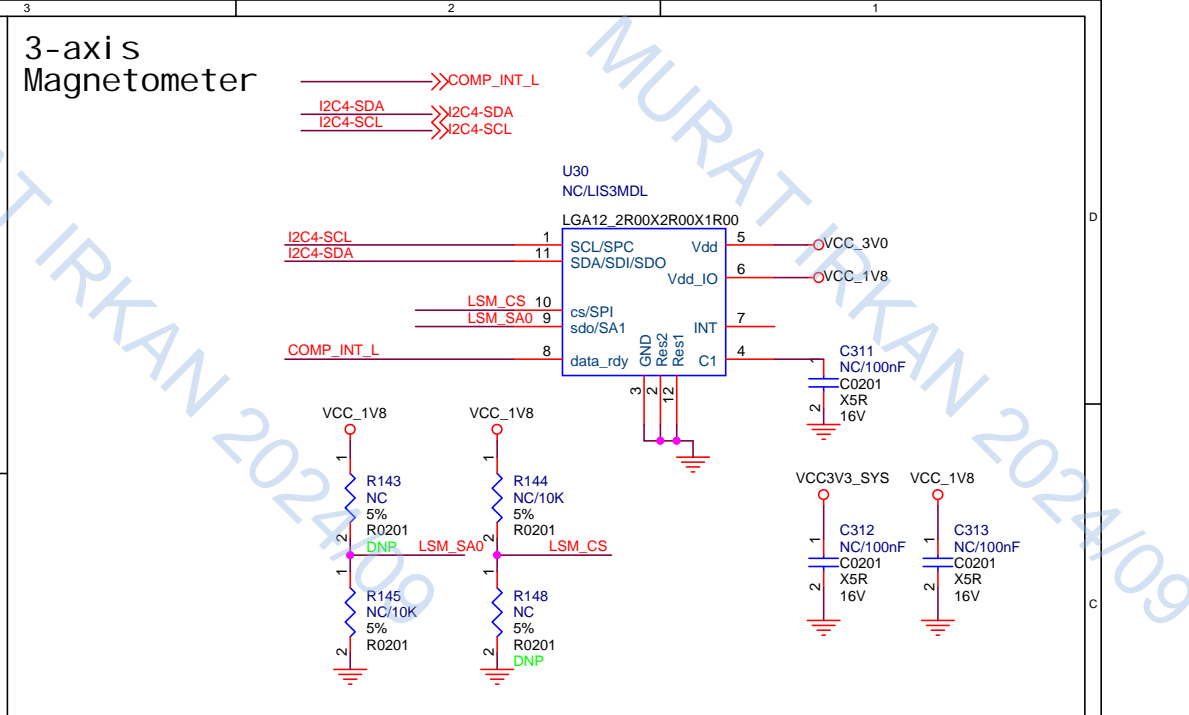 3
2
1
3-axis
Magnetometer
COMP_INT_L
I2C4-SDA
I2C4-SDA
I2C4-SCL
I2C4-SCL
U30
NC/LIS3MDL
LGA12_2R00X2R00X1R00
D
I2C4-SCL
1
SCL/SPC
Vdd
5
VCC_3V0
I2C4-SDA
11
SDA/SDI/SDO
Vdd_IO
6
VCC_1V8
LSM_CS
10
cs/SPI
LSM_SA0
9
sdo/SA1
INT
7
COMP_INT_L
8
data_rdy
GND
Res2
Res1
C1
4
3
2
12
1
2
C311
NC/100nF
C0201
X5R
16V
VCC_1V8
VCC_1V8
1
2
R143
NC
5%
R0201
DNP
LSM_SA0
1
2
R144
NC/10K
5%
R0201
LSM_CS
1
2
R145
NC/10K
5%
R0201
1
2
R148
NC
5%
R0201
DNP
VCC3V3_SYS
VCC_1V8
1
2
C312
NC/100nF
C0201
X5R
16V
1
2
C313
NC/100nF
C0201
X5R
16V
C
MURAT IRKAN 2024/09
T IRKAN 2024/09